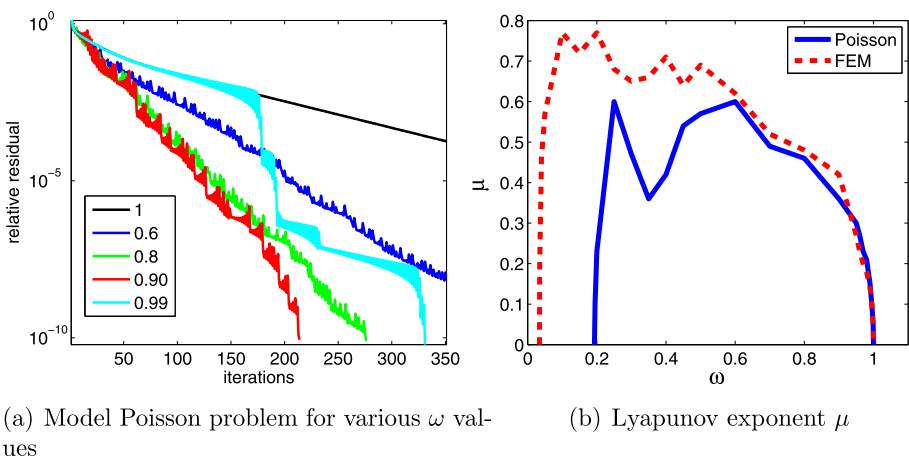 10^0
10^-5
10^-10
relative residual
1
0.6
0.8
0.90
0.99
50 100 150 200 250 300 350
iterations
0.8
0.7
0.6
0.5
0.4
0.3
0.2
0.1
0
μ
Poisson
FEM
0 0.2 0.4 0.6 0.8 1
ω
(a) Model Poisson problem for various ω val-
ues
(b) Lyapunov exponent μ